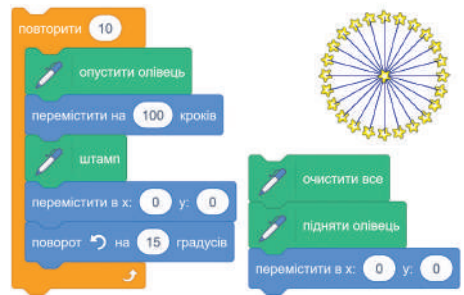 повторити 10
опустити олівець
перемістити на 100 кроків
штамп
перемістити в x: 0 y: 0
поворот на 15 градусів
очистити все
підняти олівець
перемістити в x: 0 y: 0